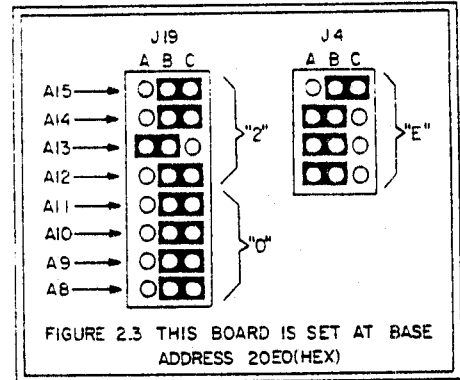 J19 J4
A B C A B C
A15
A14
A13 "2" "E"
A12
A11
A10 "0"
A9
A8
FIGURE 2.3 THIS BOARD IS SET AT BASE
ADDRESS 20E0(HEX)